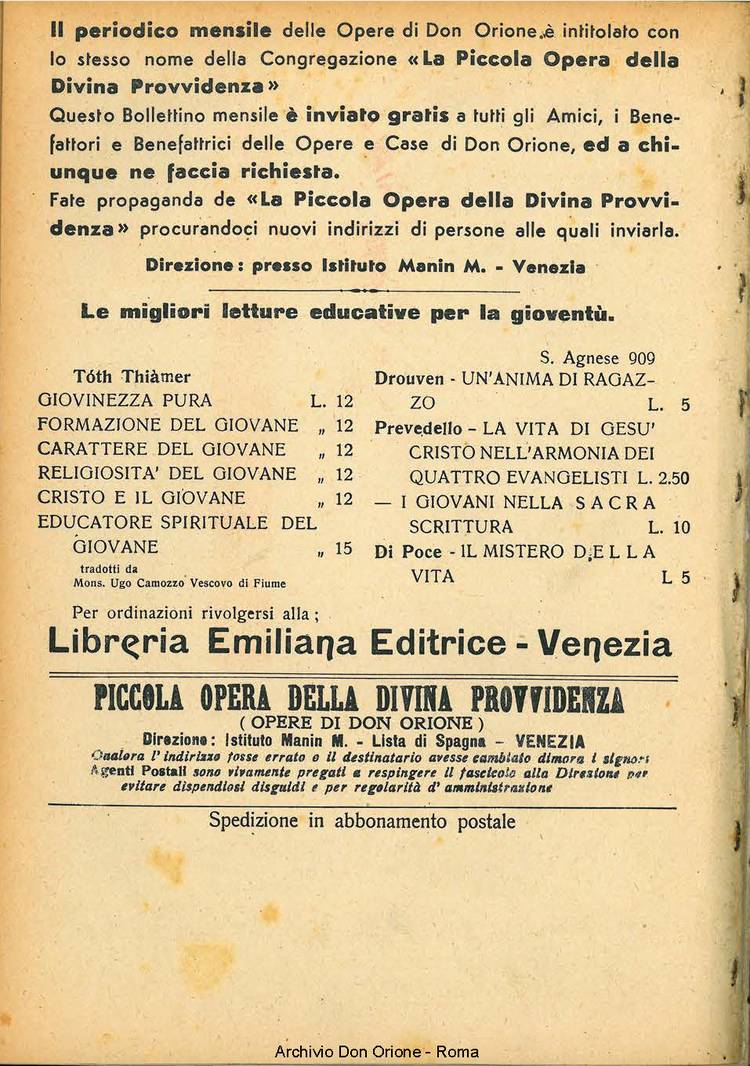 Il periodico mensile delle Opere di Don Orione è intitolato con
lo stesso nome della Congregazione «La Piccola Opera della
Divina Provvidenza»
Questo Bollettino mensile è inviato gratis a tutti gli Amici, i Bene-
fattori e Benefattrici delle Opere e Case di Don Orione, ed a chi-
unque ne faccia richiesta.
Fate propaganda de «La Piccola Opera della Divina Provvi-
denza» procurandoci nuovi indirizzi di persone alle quali inviarla.
Direzione: presso Istituto Manin M. - Venezia
Le migliori letture educative per la gioventù.
Tóth Thiàmer
GIOVINEZZA PURA L. 12
FORMAZIONE DEL GIOVANE „ 12
CARATTERE DEL GIOVANE „ 12
RELIGIOSITA' DEL GIOVANE „ 12
CRISTO E IL GIOVANE „ 12
EDUCATORE SPIRITUALE DEL
GIOVANE „ 15
tradotti da
Mons. Ugo Camozzo Vescovo di Fiume
S. Agnese 909
Drouven - UN'ANIMA DI RAGAZ-
ZO L. 5
Prevedello - LA VITA DI GESU'
CRISTO NELL'ARMONIA DEI
QUATTRO EVANGELISTI L. 2.50
— I GIOVANI NELLA SACRA
SCRITTURA L. 10
Di Poce - IL MISTERO DELLA
VITA L 5
Per ordinazioni rivolgersi alla ;
Libreria Emiliana Editrice - Venezia
PICCOLA OPERA DELLA DIVINA PROVVIDENZA
( OPERE DI DON ORIONE )
Direzione: Istituto Manin M. - Lista di Spagna - VENEZIA
Qualora l'indirizzo fosse errato o il destinatario avesse cambiato dimora i signori
Agenti Postali sono vivamente pregati a respingere il fascicolo alla Direzione per
evitare dispendiosi disguidi e per regolarità d'amministrazione
Spedizione in abbonamento postale
Archivio Don Orione - Roma